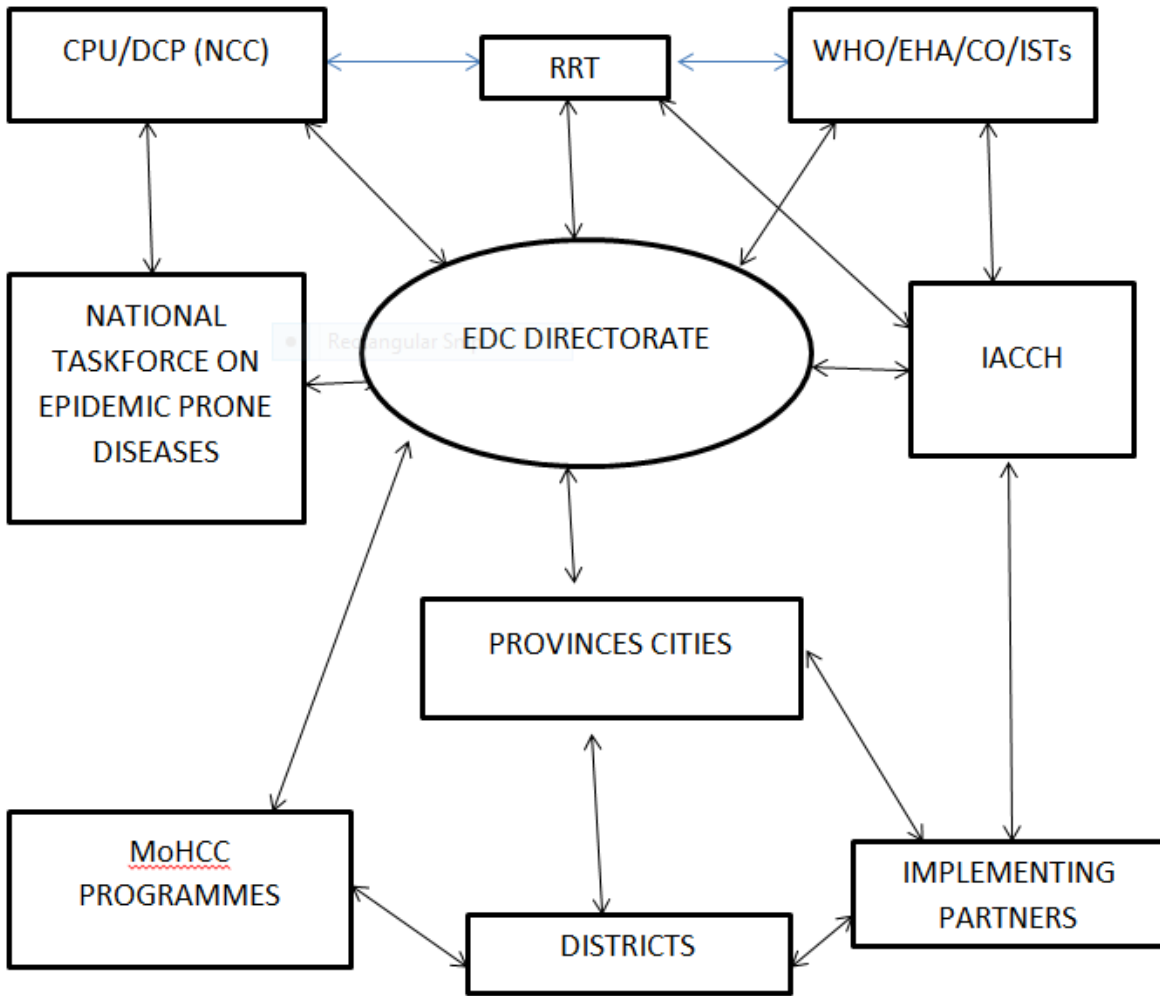 CPU/DCP (NCC)
RRT
WHO/EHA/CO/ISTs
NATIONAL
TASKFORCE ON
EPIDEMIC PRONE
DISEASES
EDC DIRECTORATE
IACCH
PROVINCES CITIES
MoHCC
PROGRAMMES
DISTRICTS
IMPLEMENTING
PARTNERS